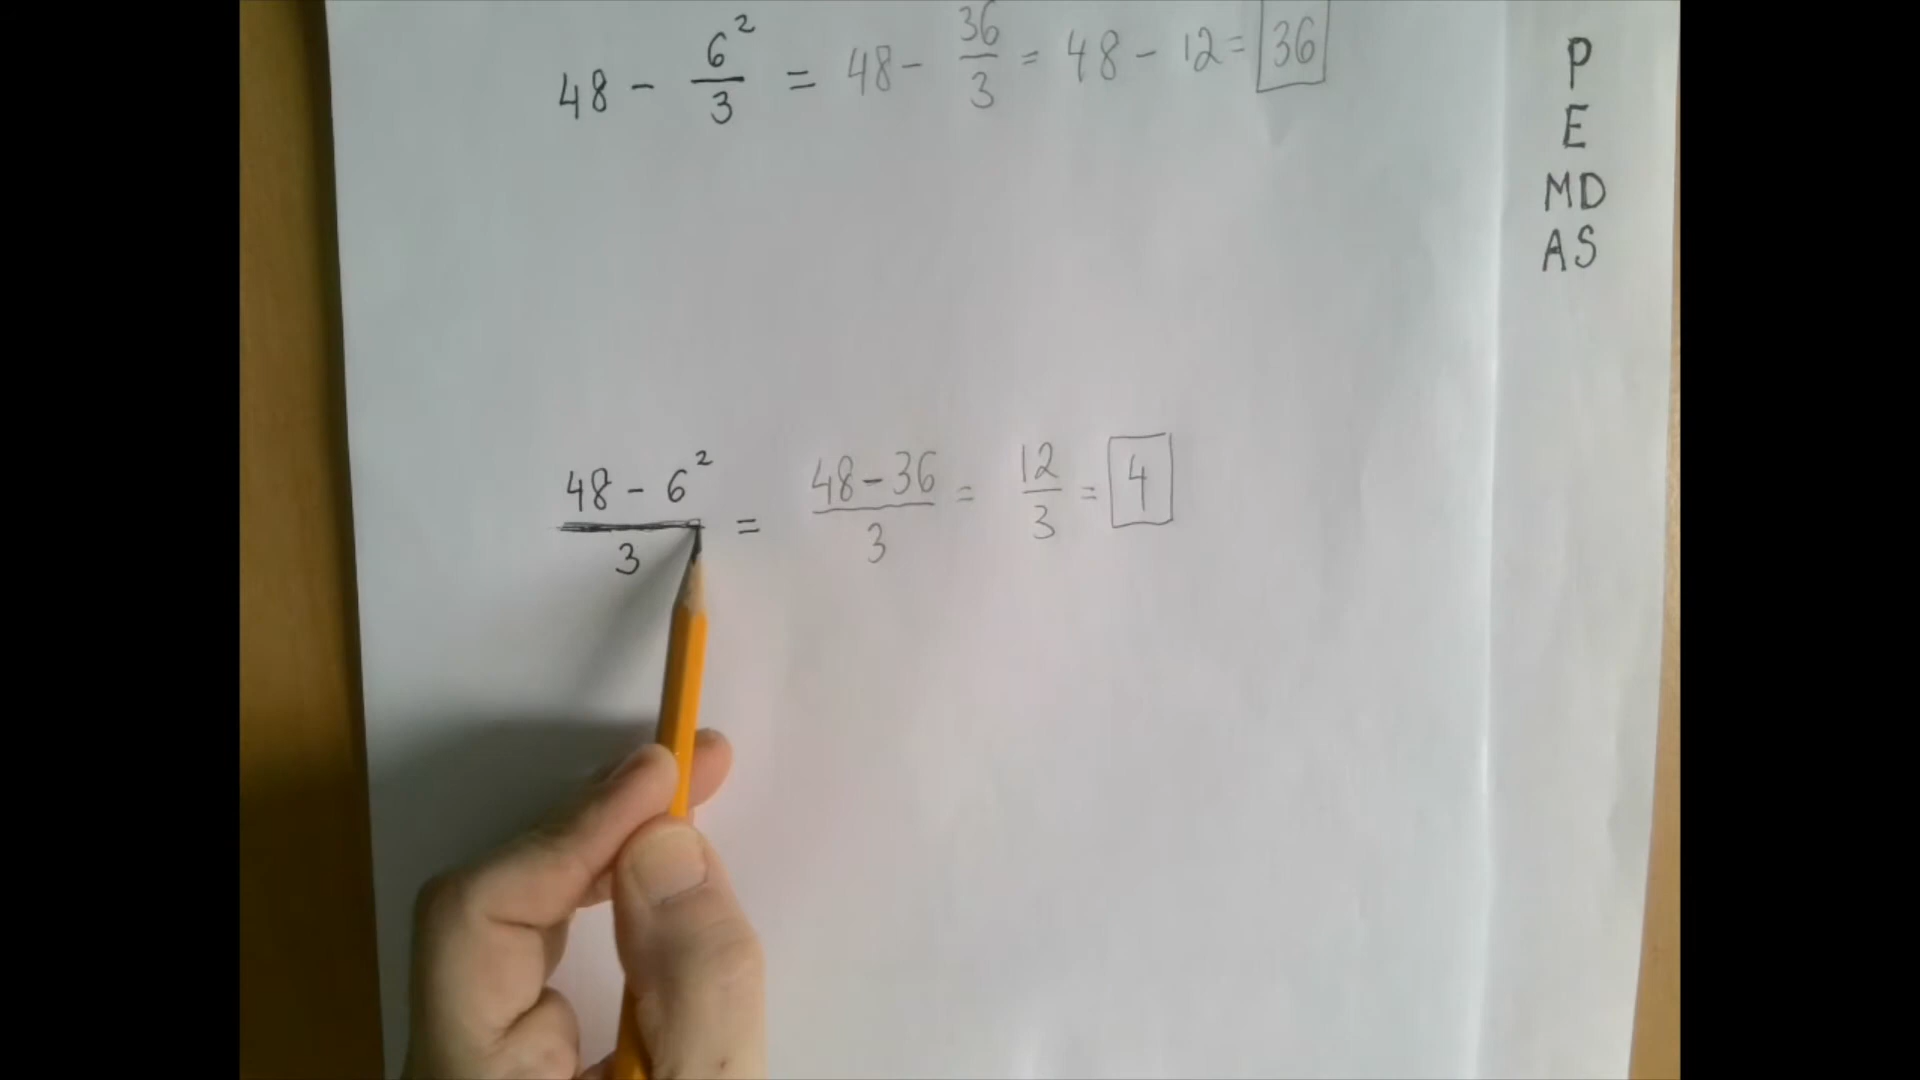 48 - 6²/3 = 48 - 36/3 = 48 - 12 = 36
P
E
MD
AS
(48 - 6²)/3 = (48 - 36)/3 = 12/3 = 4